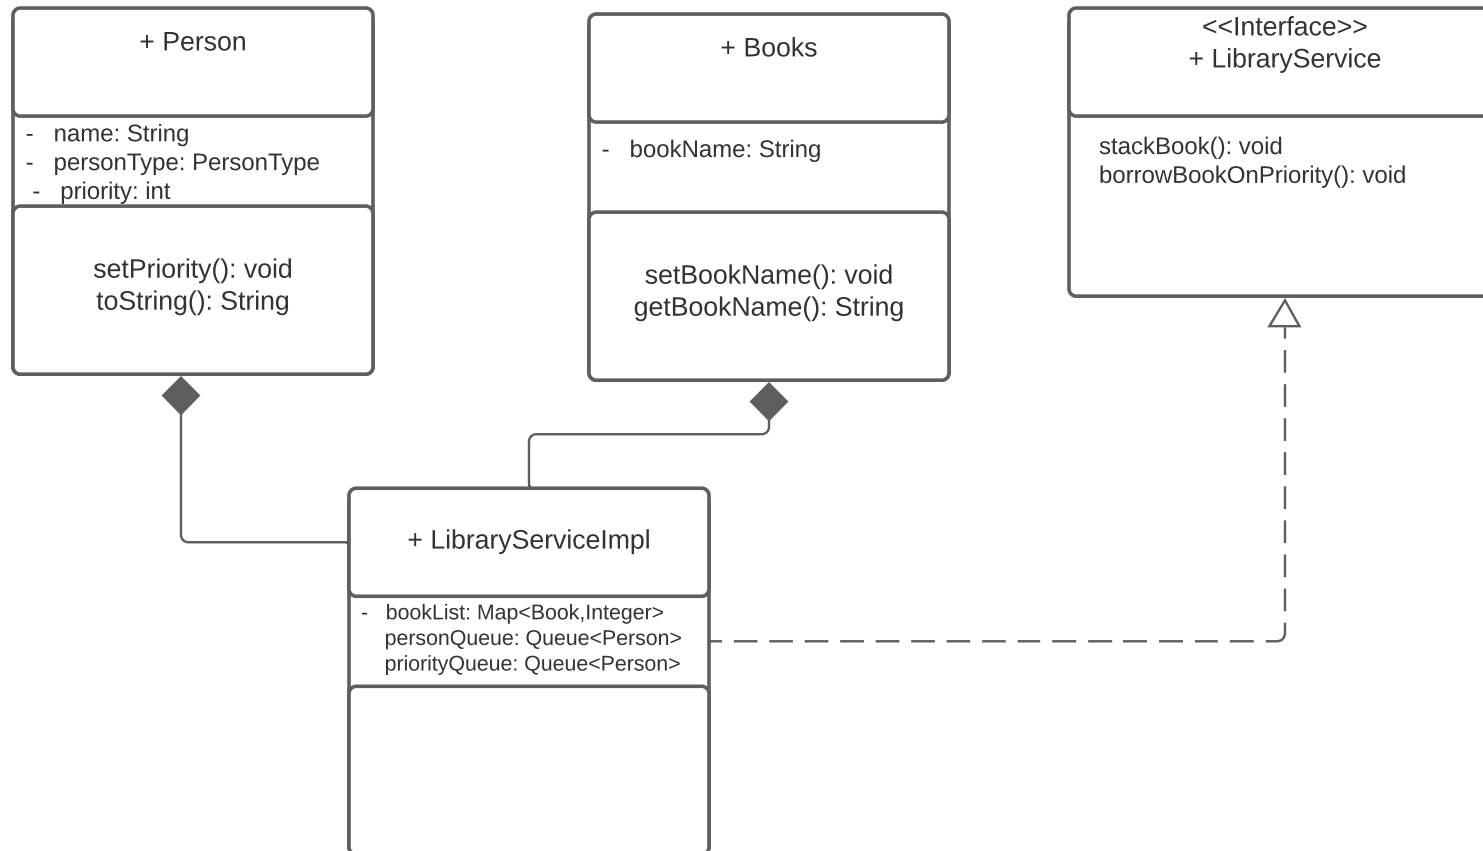 + Person
- name: String
- personType: PersonType
- priority: int
setPriority(): void
toString(): String
+ Books
- bookName: String
setBookName(): void
getBookName(): String
<<Interface>>
+ LibraryService
stackBook(): void
borrowBookOnPriority(): void
+ LibraryServiceImpl
- bookList: Map<Book,Integer>
personQueue: Queue<Person>
priorityQueue: Queue<Person>